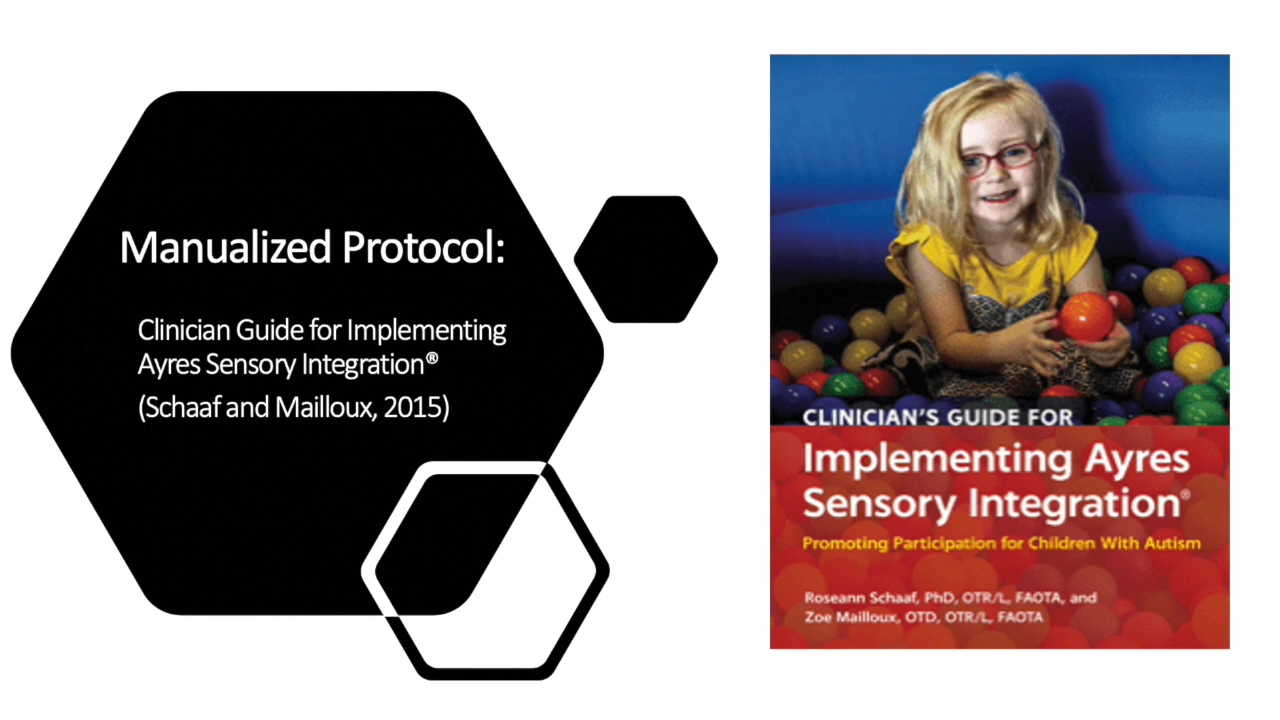 Manualized Protocol:
Clinician Guide for Implementing
Ayres Sensory Integration®
(Schaaf and Mailloux, 2015)
CLINICIAN'S GUIDE FOR
Implementing Ayres
Sensory Integration®
Promoting Participation for Children With Autism
Roseann Schaaf, PhD, OTR/L, FAOTA, and
Zoe Mailloux, OTD, OTR/L, FAOTA